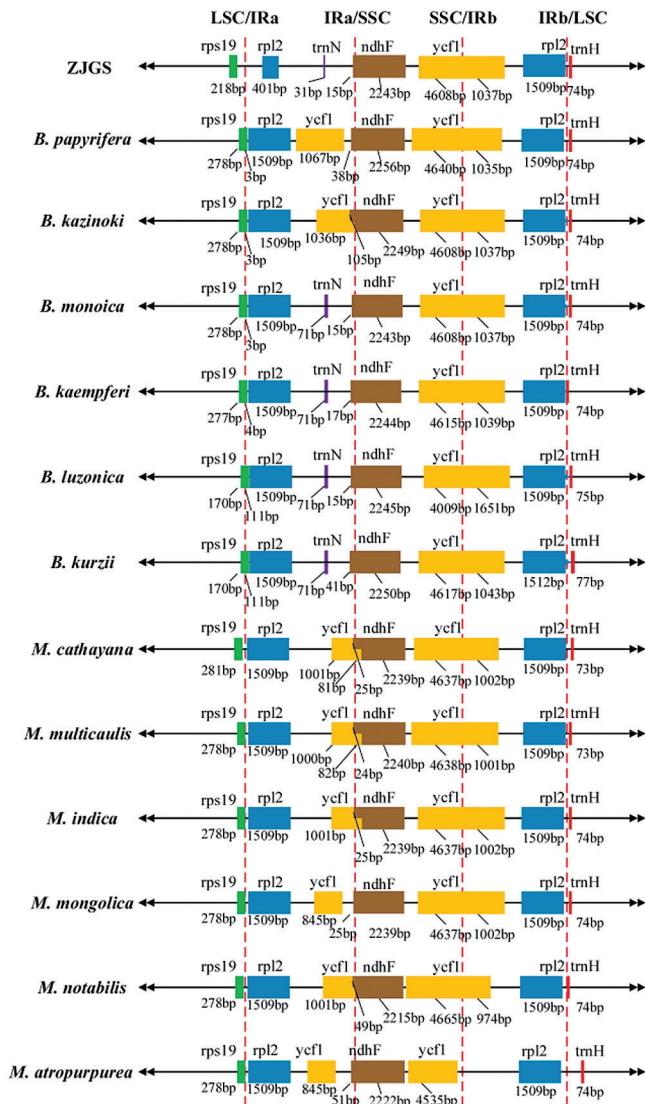 LSC/IRa IRa/SSC SSC/IRb IRb/LSC
rps19 rpl2 trnN ndhF ycf1 rpl2 trnH
ZJGS
218bp 401bp 31bp 15bp 2243bp 4608bp 1037bp 1509bp 74bp
rps19 rpl2 ycf1 ndhF ycf1 rpl2 trnH
B. papyrifera
278bp 3bp 1509bp 1067bp 38bp 2256bp 4640bp 1035bp 1509bp 74bp
rps19 rpl2 ycf1 ndhF ycf1 rpl2 trnH
B. kazinoki
278bp 3bp 1509bp 1036bp 105bp 2249bp 4608bp 1037bp 1509bp 74bp
rps19 rpl2 trnN ndhF ycf1 rpl2 trnH
B. monoica
278bp 3bp 1509bp 71bp 15bp 2243bp 4608bp 1037bp 1509bp 74bp
rps19 rpl2 trnN ndhF ycf1 rpl2 trnH
B. kaempferi
277bp 4bp 1509bp 71bp 17bp 2244bp 4615bp 1039bp 1509bp 74bp
rps19 rpl2 trnN ndhF ycf1 rpl2 trnH
B. luzonica
170bp 111bp 1509bp 71bp 15bp 2245bp 4009bp 1651bp 1509bp 75bp
rps19 rpl2 trnN ndhF ycf1 rpl2 trnH
B. kurzii
170bp 111bp 1509bp 71bp 41bp 2250bp 4617bp 1043bp 1512bp 77bp
rps19 rpl2 ycf1 ndhF ycf1 rpl2 trnH
M. cathayana
281bp 1509bp 1001bp 81bp 25bp 2239bp 4637bp 1002bp 1509bp 73bp
rps19 rpl2 ycf1 ndhF ycf1 rpl2 trnH
M. multicaulis
278bp 1509bp 1000bp 82bp 24bp 2240bp 4638bp 1001bp 1509bp 73bp
rps19 rpl2 ycf1 ndhF ycf1 rpl2 trnH
M. indica
278bp 1509bp 1001bp 25bp 2239bp 4637bp 1002bp 1509bp 74bp
rps19 rpl2 ycf1 ndhF ycf1 rpl2 trnH
M. mongolica
278bp 1509bp 845bp 25bp 2239bp 4637bp 1002bp 1509bp 74bp
rps19 rpl2 ycf1 ndhF ycf1 rpl2 trnH
M. notabilis
278bp 1509bp 1001bp 49bp 2215bp 4665bp 974bp 1509bp 74bp
rps19 rpl2 ycf1 ndhF ycf1 rpl2 trnH
M. atropurpurea
278bp 1509bp 845bp 51bp 2222bp 4535bp 1509bp 74bp